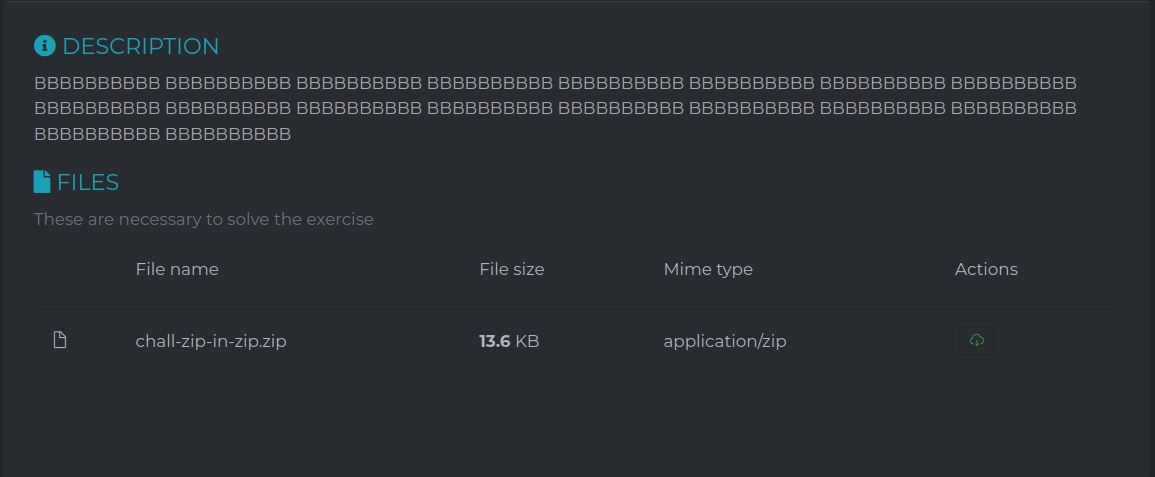 DESCRIPTION
BBBBBBBBBB BBBBBBBBBB BBBBBBBBBB BBBBBBBBBB BBBBBBBBBB BBBBBBBBBB BBBBBBBBBB BBBBBBBBBB
BBBBBBBBBB BBBBBBBBBB BBBBBBBBBB BBBBBBBBBB BBBBBBBBBB BBBBBBBBBB BBBBBBBBBB BBBBBBBBBB
BBBBBBBBBB BBBBBBBBBB
FILES
These are necessary to solve the exercise
File name File size Mime type Actions
chall-zip-in-zip.zip 13.6 KB application/zip